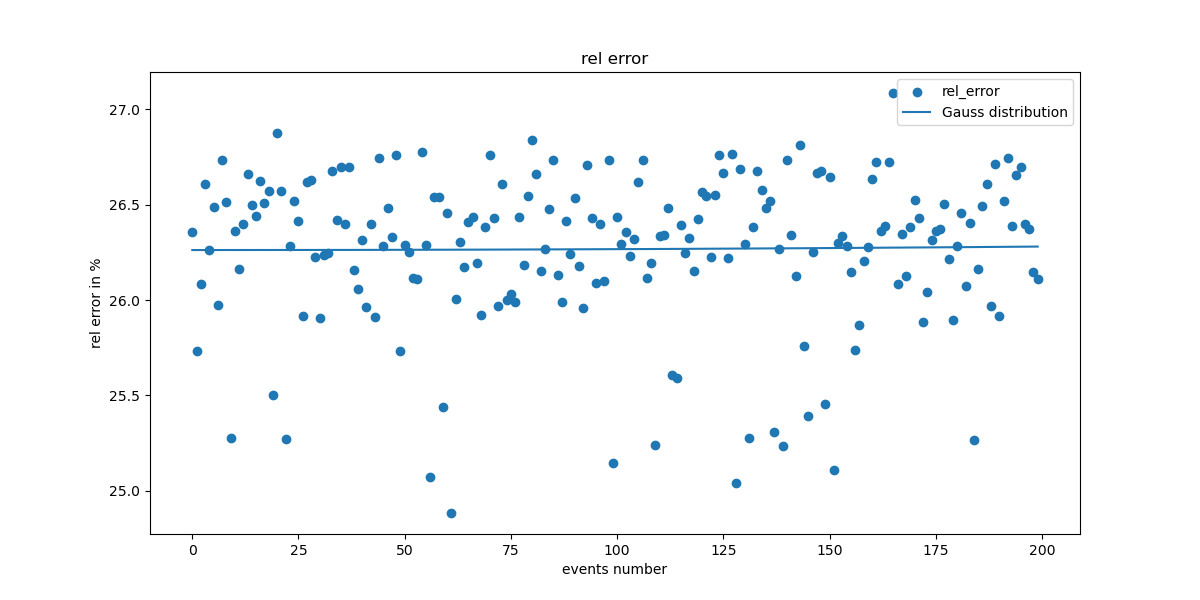 rel error
rel_error
Gauss distribution
rel error in %
27.0
26.5
26.0
25.5
25.0
0 25 50 75 100 125 150 175 200
events number